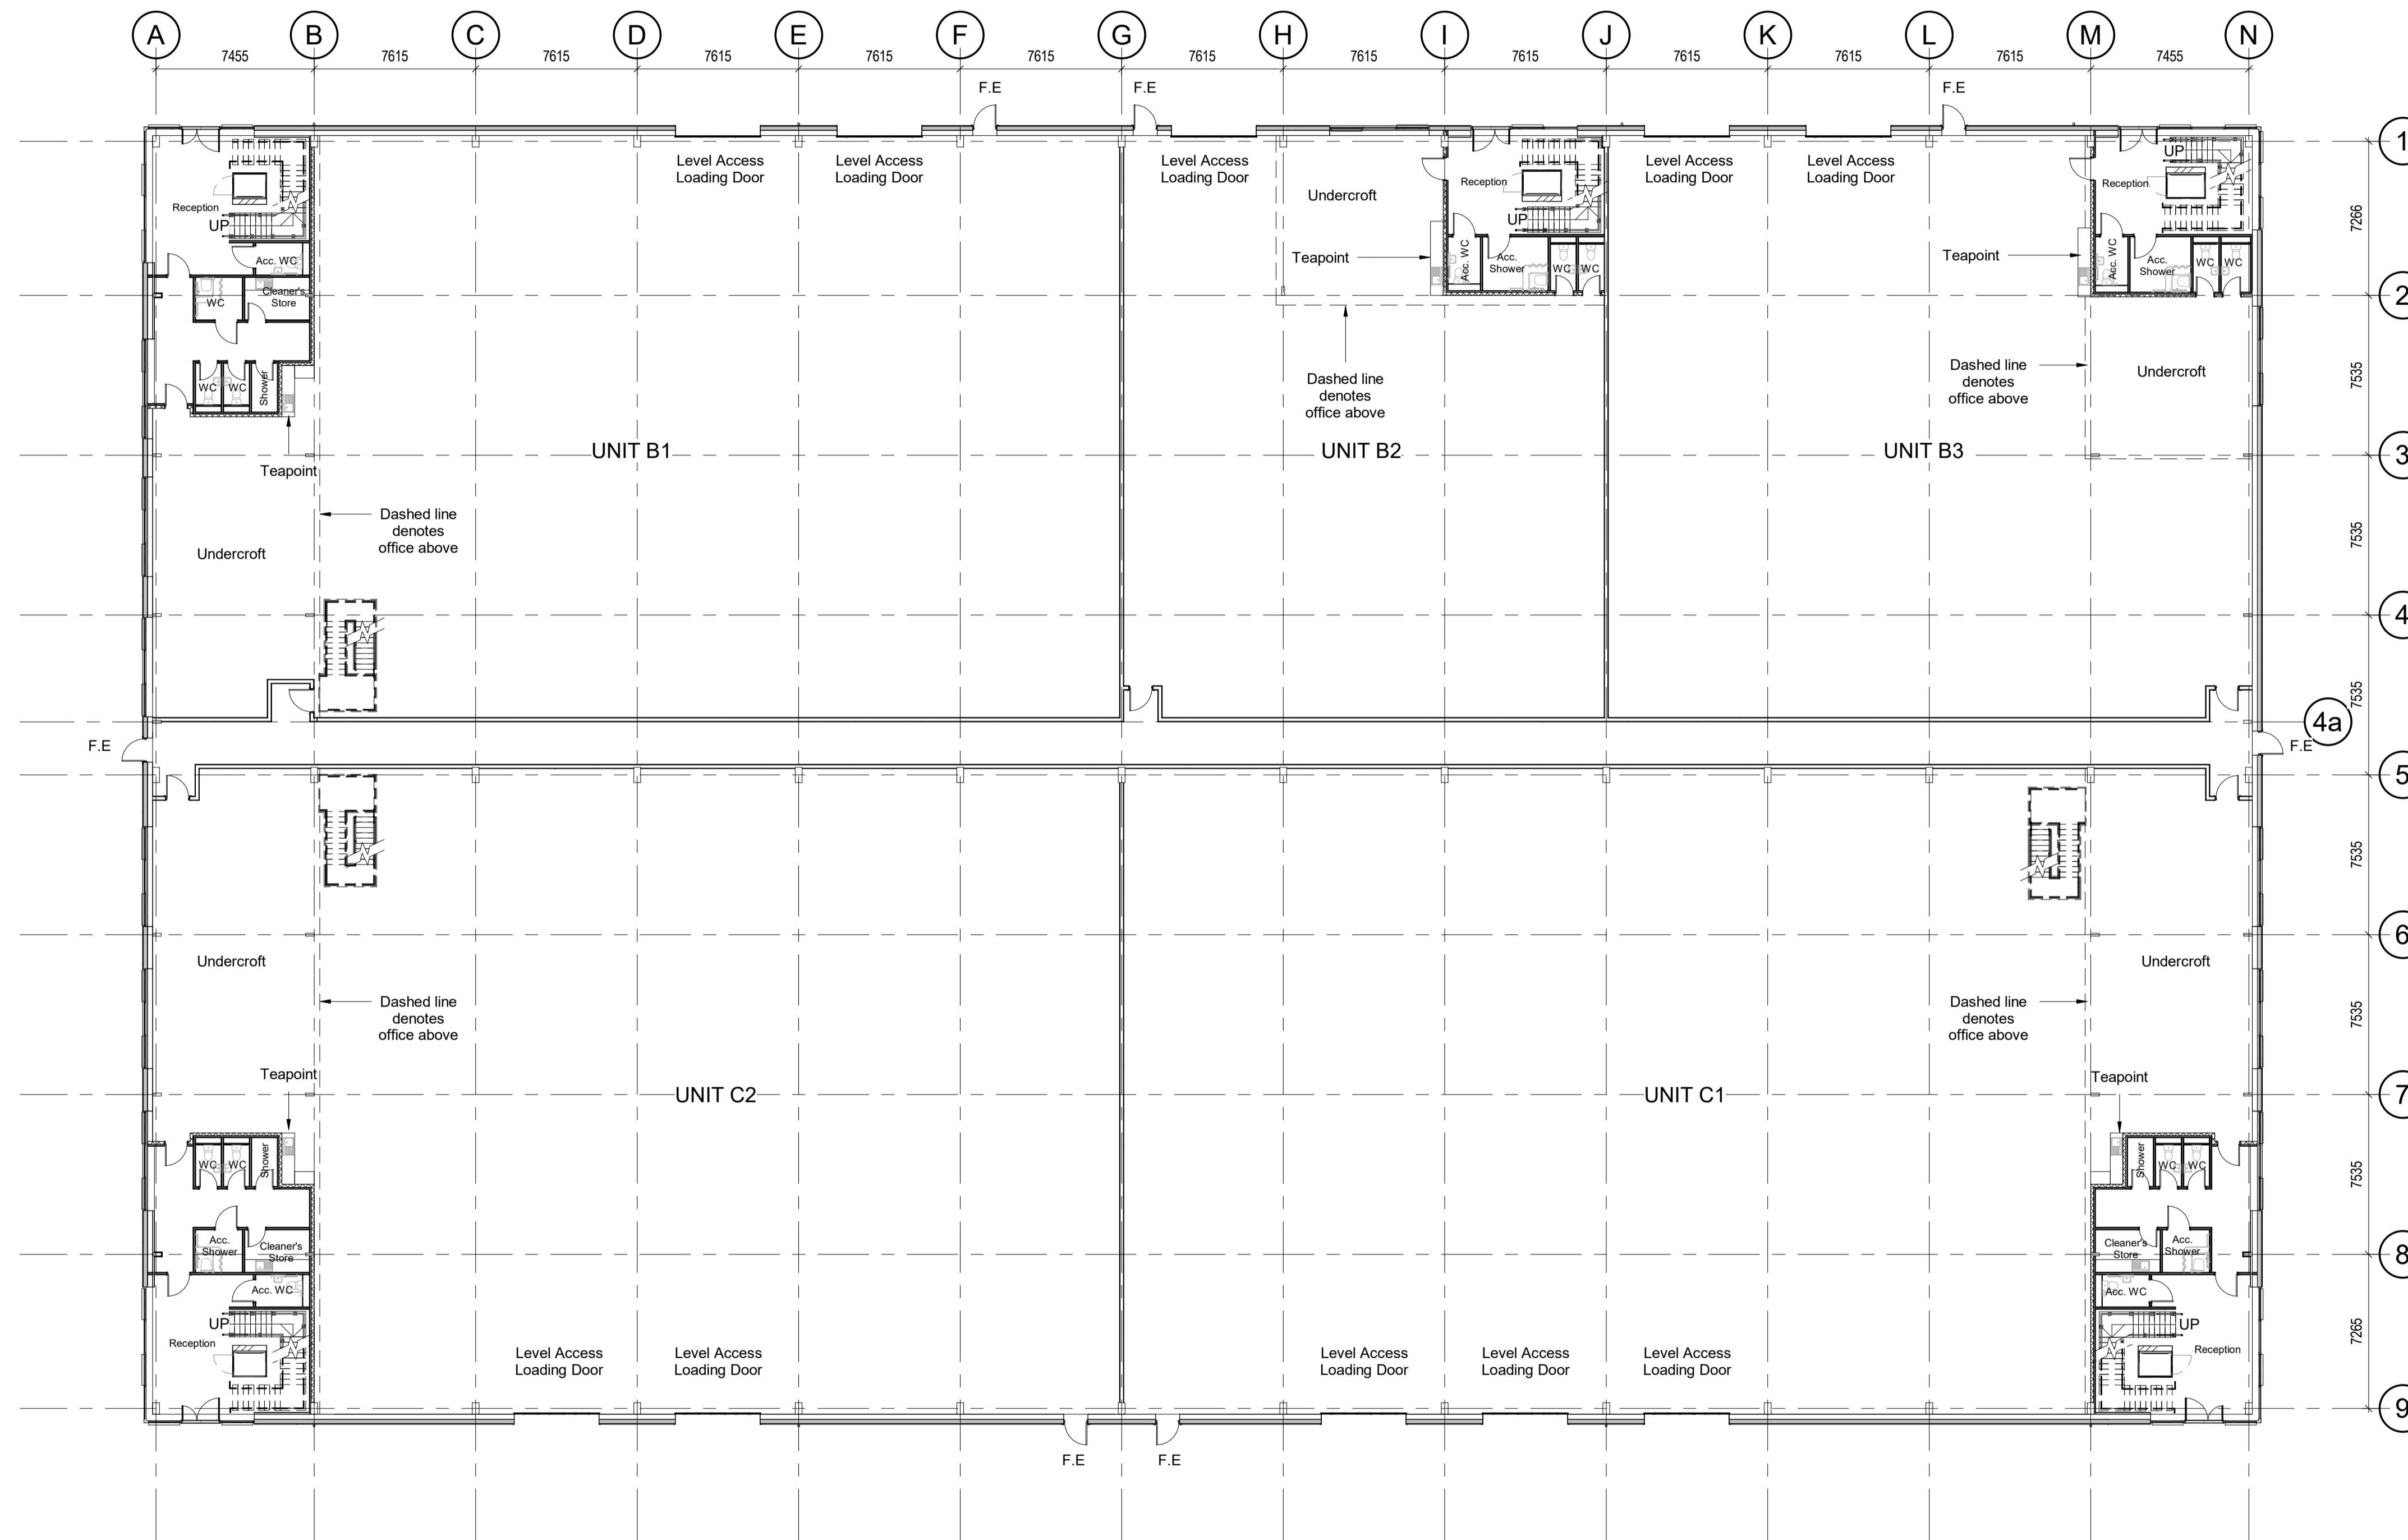 A B C D E F G H I J K L M N
7455 7615 7615 7615 7615 7615 7615 7615 7615 7615 7615 7615 7455
F.E F.E F.E
1
Level Access
Loading Door
Level Access
Loading Door
Level Access
Loading Door
Level Access
Loading Door
Level Access
Loading Door
Reception
UP
Acc. WC
WC
Cleaner's
Store
WC
WC
Shower
Teapoint
Undercroft
UNIT B1
Dashed line
denotes
office above
Undercroft
Reception
UP
Teapoint
Acc. WC
Acc.
Shower
WC
WC
Dashed line
denotes
office above
UNIT B2
UP
Reception
Teapoint
Acc. WC
Acc.
Shower
WC
WC
Dashed line
denotes
office above
Undercroft
UNIT B3
7266
2
7535
3
7535
4
7535
4a
F.E
F.E
5
7535
6
7535
7
7535
8
7265
9
Undercroft
Dashed line
denotes
office above
Teapoint
UNIT C2
WC
WC
Shower
Acc.
Shower
Cleaner's
Store
Acc. WC
UP
Reception
Level Access
Loading Door
Level Access
Loading Door
Undercroft
Dashed line
denotes
office above
Teapoint
UNIT C1
Shower
WC
WC
Cleaner's
Store
Acc.
Shower
Acc. WC
UP
Reception
Level Access
Loading Door
Level Access
Loading Door
Level Access
Loading Door
F.E
F.E